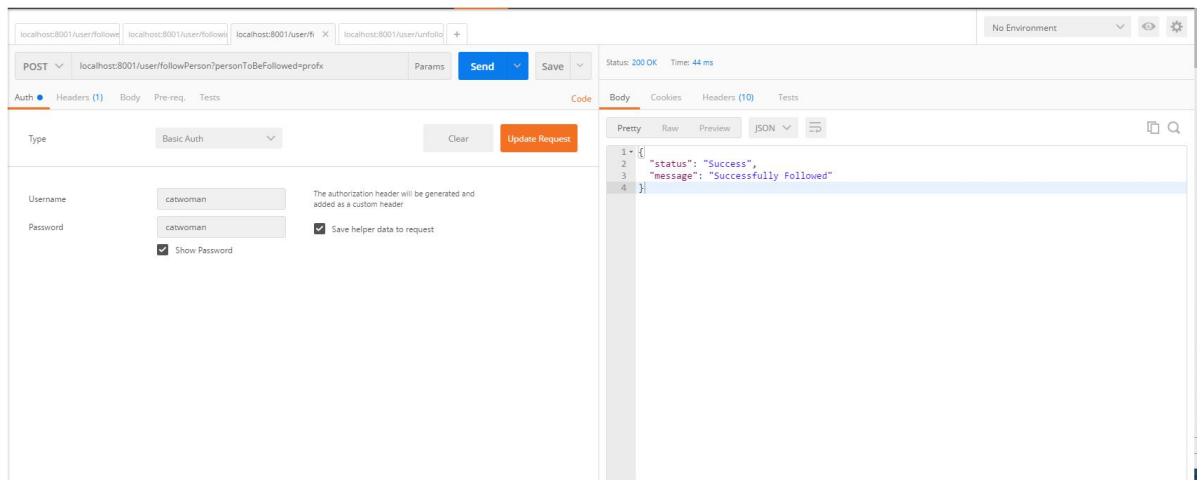 localhost:8001/user/followe localhost:8001/user/followi localhost:8001/user/fi × localhost:8001/user/unfollo + No Environment
POST localhost:8001/user/followPerson?personToBeFollowed=profx Params Send Save
Auth Headers (1) Body Pre-req. Tests Code
Type Basic Auth Clear Update Request
Username catwoman The authorization header will be generated and
added as a custom header
Password catwoman Save helper data to request
Show Password
Status: 200 OK Time: 44 ms
Body Cookies Headers (10) Tests
Pretty Raw Preview JSON
1 {
2 "status": "Success",
3 "message": "Successfully Followed"
4 }